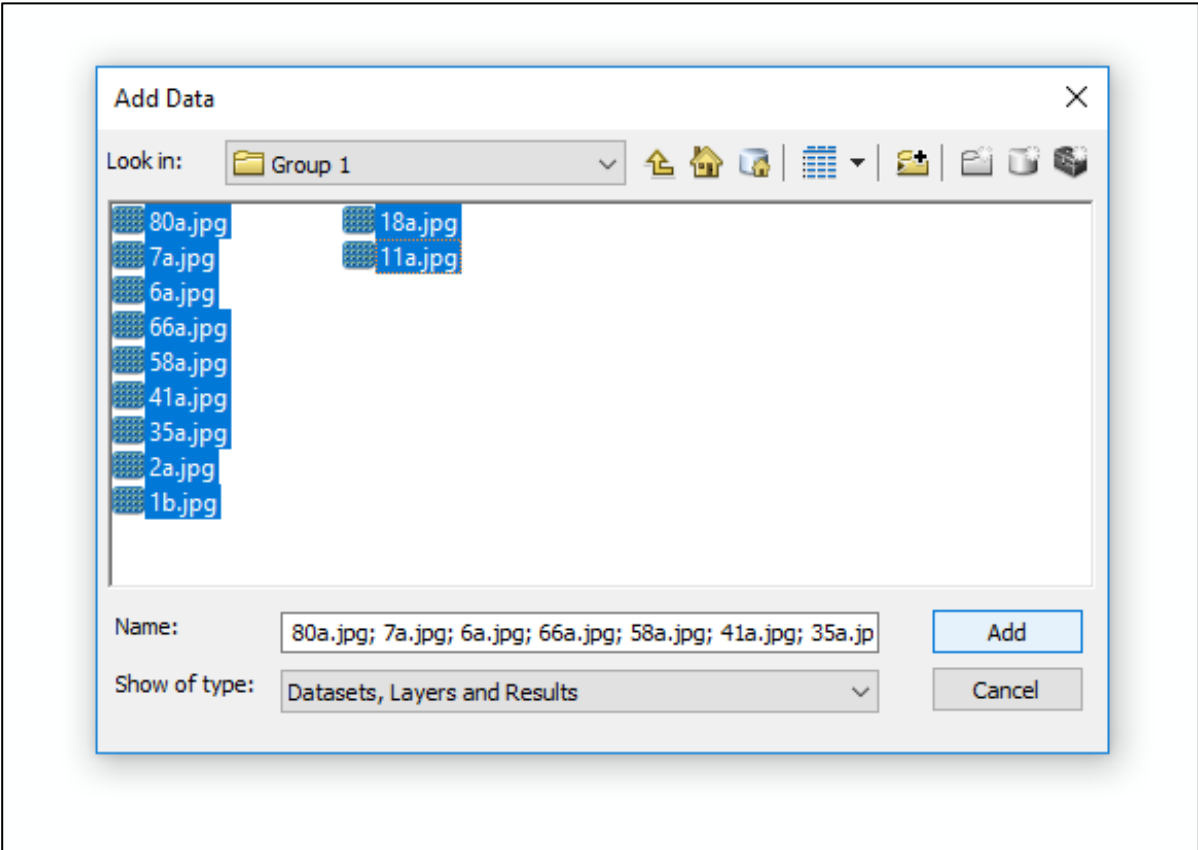 Add Data
Look in:
Group 1
80a.jpg
7a.jpg
6a.jpg
66a.jpg
58a.jpg
41a.jpg
35a.jpg
2a.jpg
1b.jpg
18a.jpg
11a.jpg
Name:
80a.jpg; 7a.jpg; 6a.jpg; 66a.jpg; 58a.jpg; 41a.jpg; 35a.jp
Add
Show of type:
Datasets, Layers and Results
Cancel